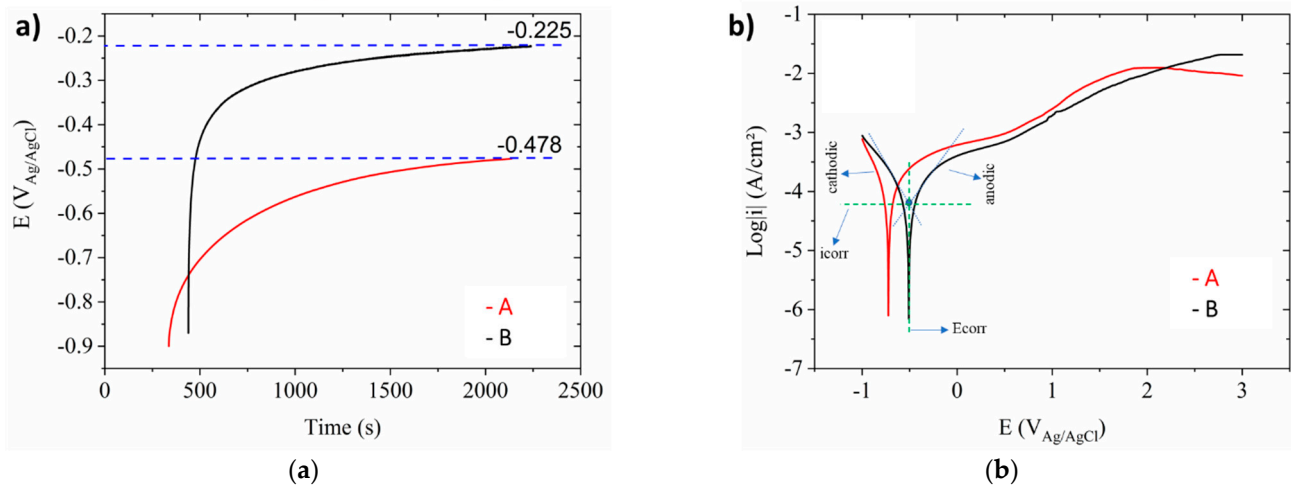 a)
-0.225
-0.478
-0.2
-0.3
-0.4
-0.5
-0.6
-0.7
-0.8
-0.9
E (V_Ag/AgCl)
- A
- B
0 500 1000 1500 2000 2500
Time (s)
(a)
b)
-1
-2
-3
-4
-5
-6
-7
Log|i| (A/cm²)
cathodic
anodic
icorr
Ecorr
- A
- B
-1 0 1 2 3
E (V_Ag/AgCl)
(b)